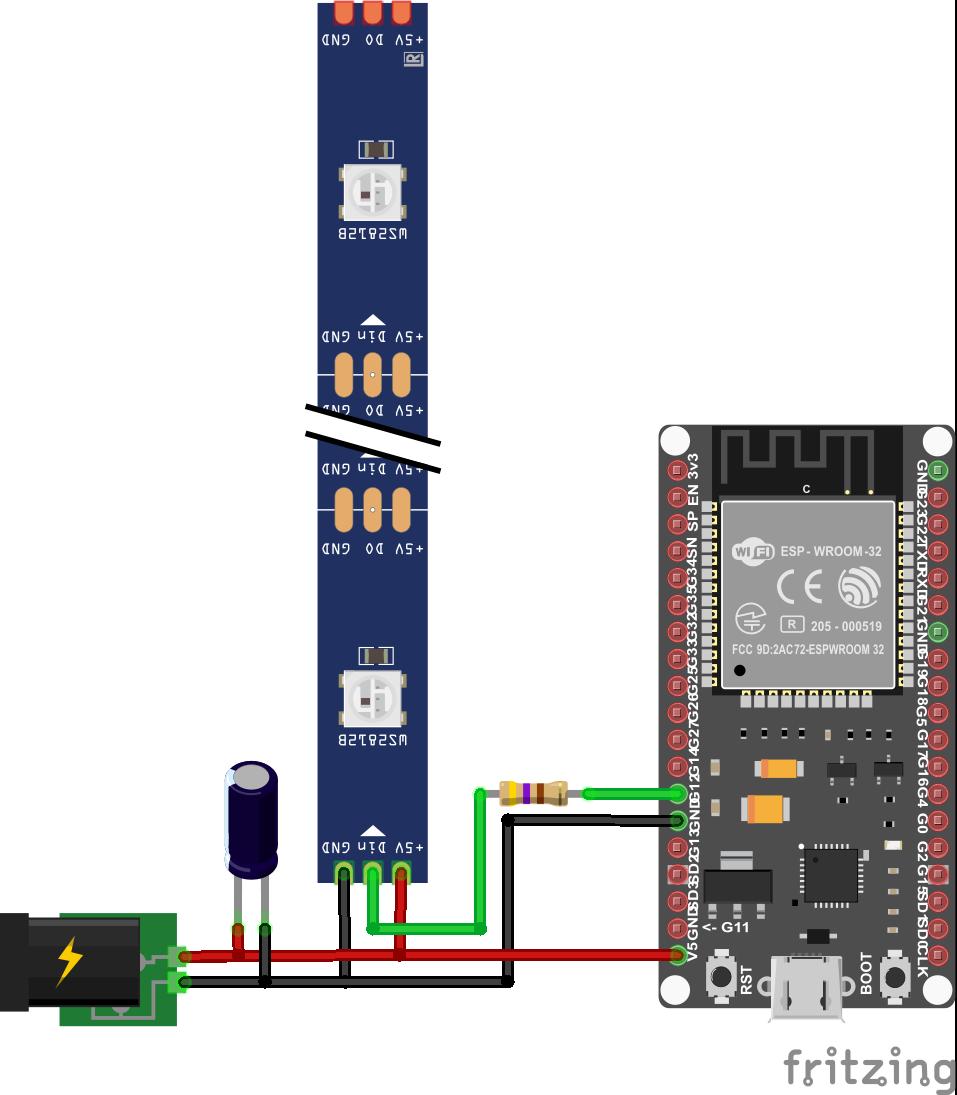 GND DO +5V
R
WS2812B
GND Din +5V
GND DO +5V
GND Din +5V
GND DO +5V
WS2812B
GND Din +5V
3v3
EN
SP
SN
G34
G35
G32
G33
G25
G26
G27
G14
G12
GND
G13
SD2
SD3
GND
V5
<- G11
C
WiFi
ESP - WROOM -32
CE
R
205 - 000519
FCC 9D:2AC72-ESPWROOM 32
GND
G23
G22
TXD
RXD
G21
GND
G19
G18
G5
G17
G16
G4
G0
G2
G15
SD1
SD0
CLK
RST
BOOT
fritzing